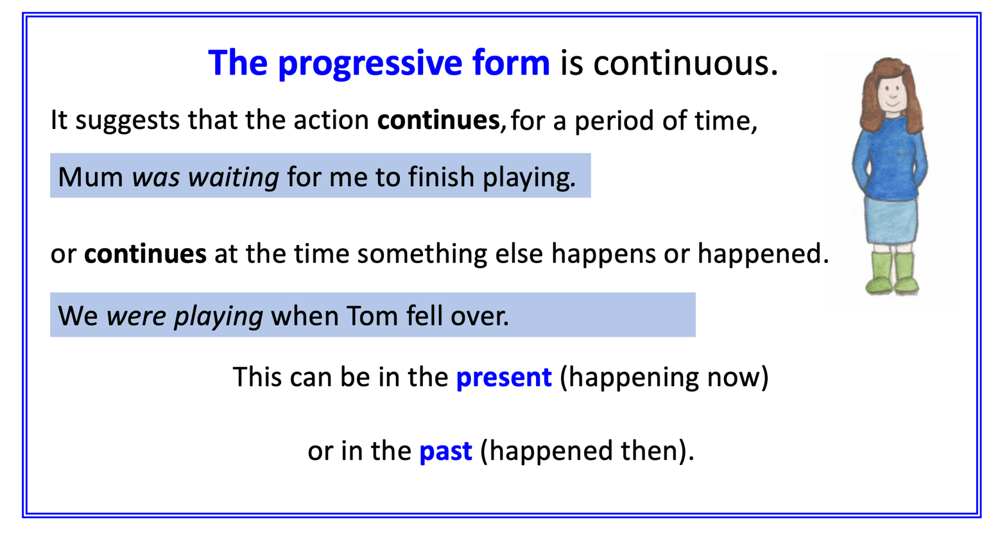 The progressive form is continuous.
It suggests that the action continues, for a period of time,
Mum was waiting for me to finish playing.
or continues at the time something else happens or happened.
We were playing when Tom fell over.
This can be in the present (happening now)
or in the past (happened then).